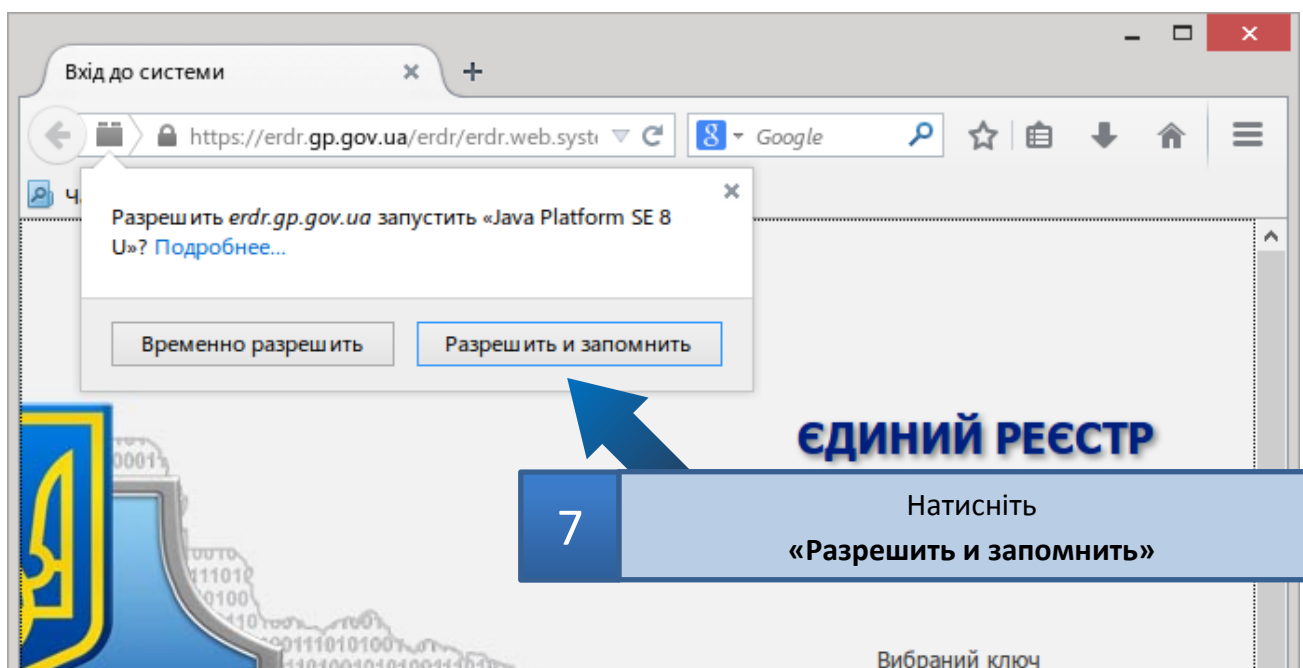 Вхід до системи
https://erdr.gp.gov.ua/erdr/erdr.web.syst
8 Google
Ч
Разрешить erdr.gp.gov.ua запустить «Java Platform SE 8
U»? Подробнее...
Временно разрешить Разрешить и запомнить
ЄДИНИЙ РЕЄСТР
7
Натисніть
«Разрешить и запомнить»
Вибраний ключ